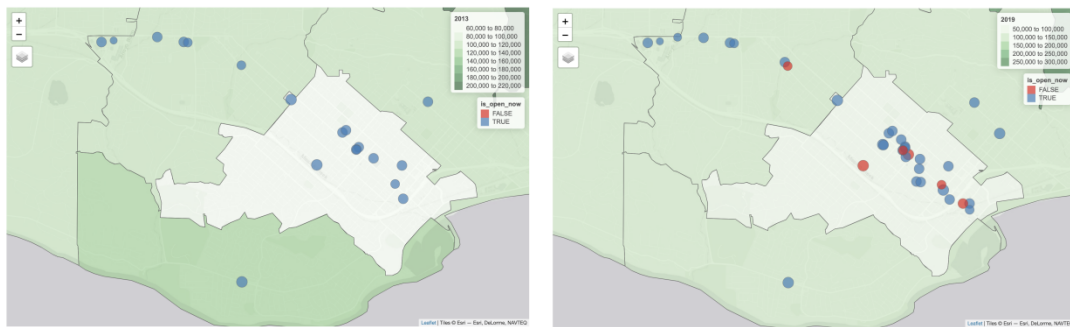 +
−
2013
60,000 to 80,000
80,000 to 100,000
100,000 to 120,000
120,000 to 140,000
140,000 to 160,000
160,000 to 180,000
180,000 to 200,000
200,000 to 220,000
is_open_now
FALSE
TRUE
Leaflet | Tiles © Esri — Esri, DeLorme, NAVTEQ
+
−
2019
50,000 to 100,000
100,000 to 150,000
150,000 to 200,000
200,000 to 250,000
250,000 to 300,000
is_open_now
FALSE
TRUE
Leaflet | Tiles © Esri — Esri, DeLorme, NAVTEQ